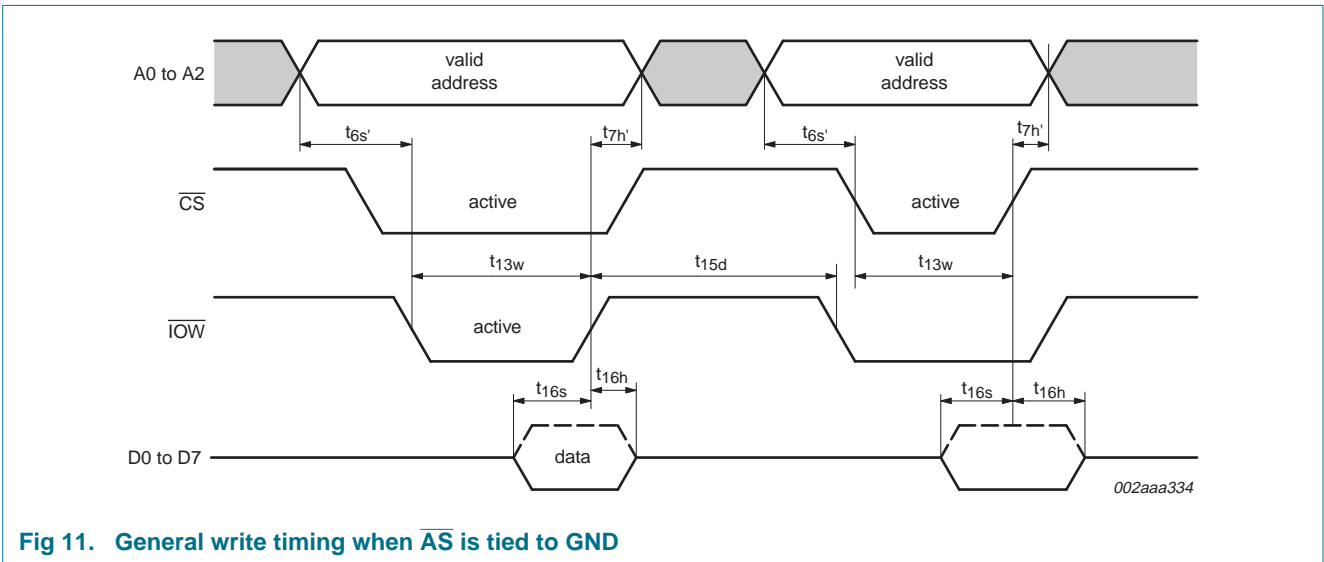 A0 to A2
valid
address
valid
address
t6s'
t7h'
t6s'
t7h'
CS
active
active
t13w
t15d
t13w
IOW
active
t16s
t16h
t16s
t16h
D0 to D7
data
002aaa334
Fig 11. General write timing when AS is tied to GND